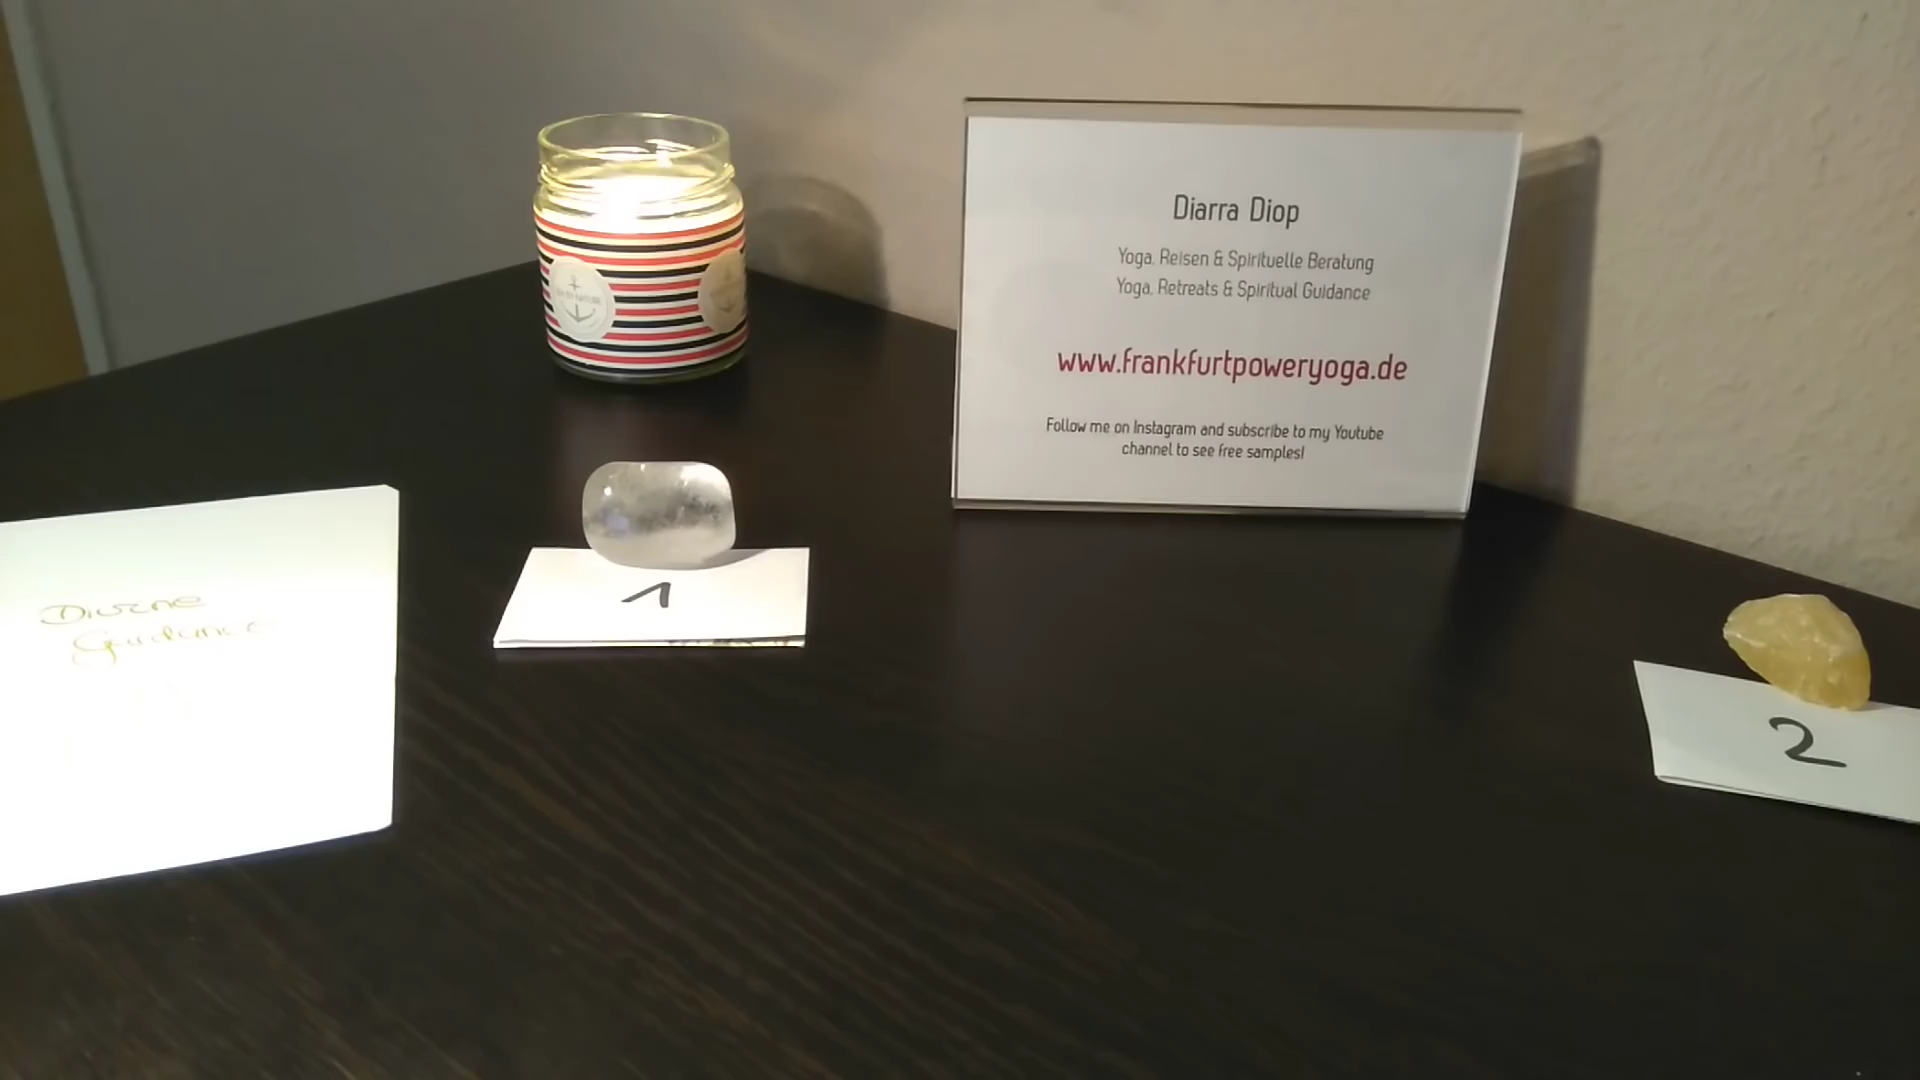 Diarra Diop
Yoga, Reisen & Spirituelle Beratung
Yoga, Retreats & Spiritual Guidance
www.frankfurtpoweryoga.de
Follow me on Instagram and subscribe to my Youtube
channel to see free samples!
Divine
Guidance
1
2